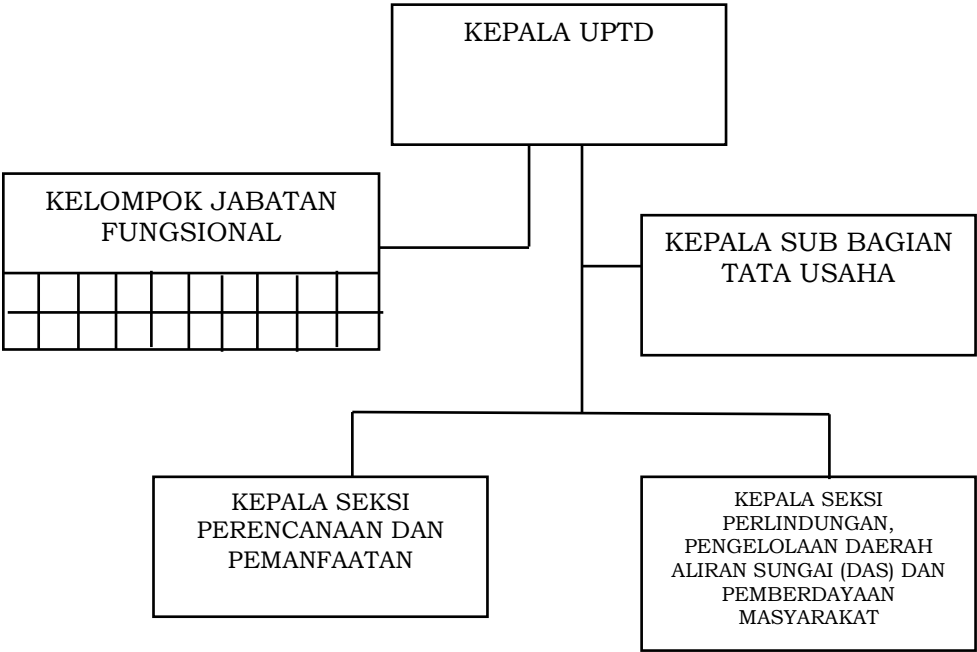 KEPALA UPTD
KELOMPOK JABATAN
FUNGSIONAL
KEPALA SUB BAGIAN
TATA USAHA
KEPALA SEKSI
PERENCANAAN DAN
PEMANFAATAN
KEPALA SEKSI
PERLINDUNGAN,
PENGELOLAAN DAERAH
ALIRAN SUNGAI (DAS) DAN
PEMBERDAYAAN
MASYARAKAT